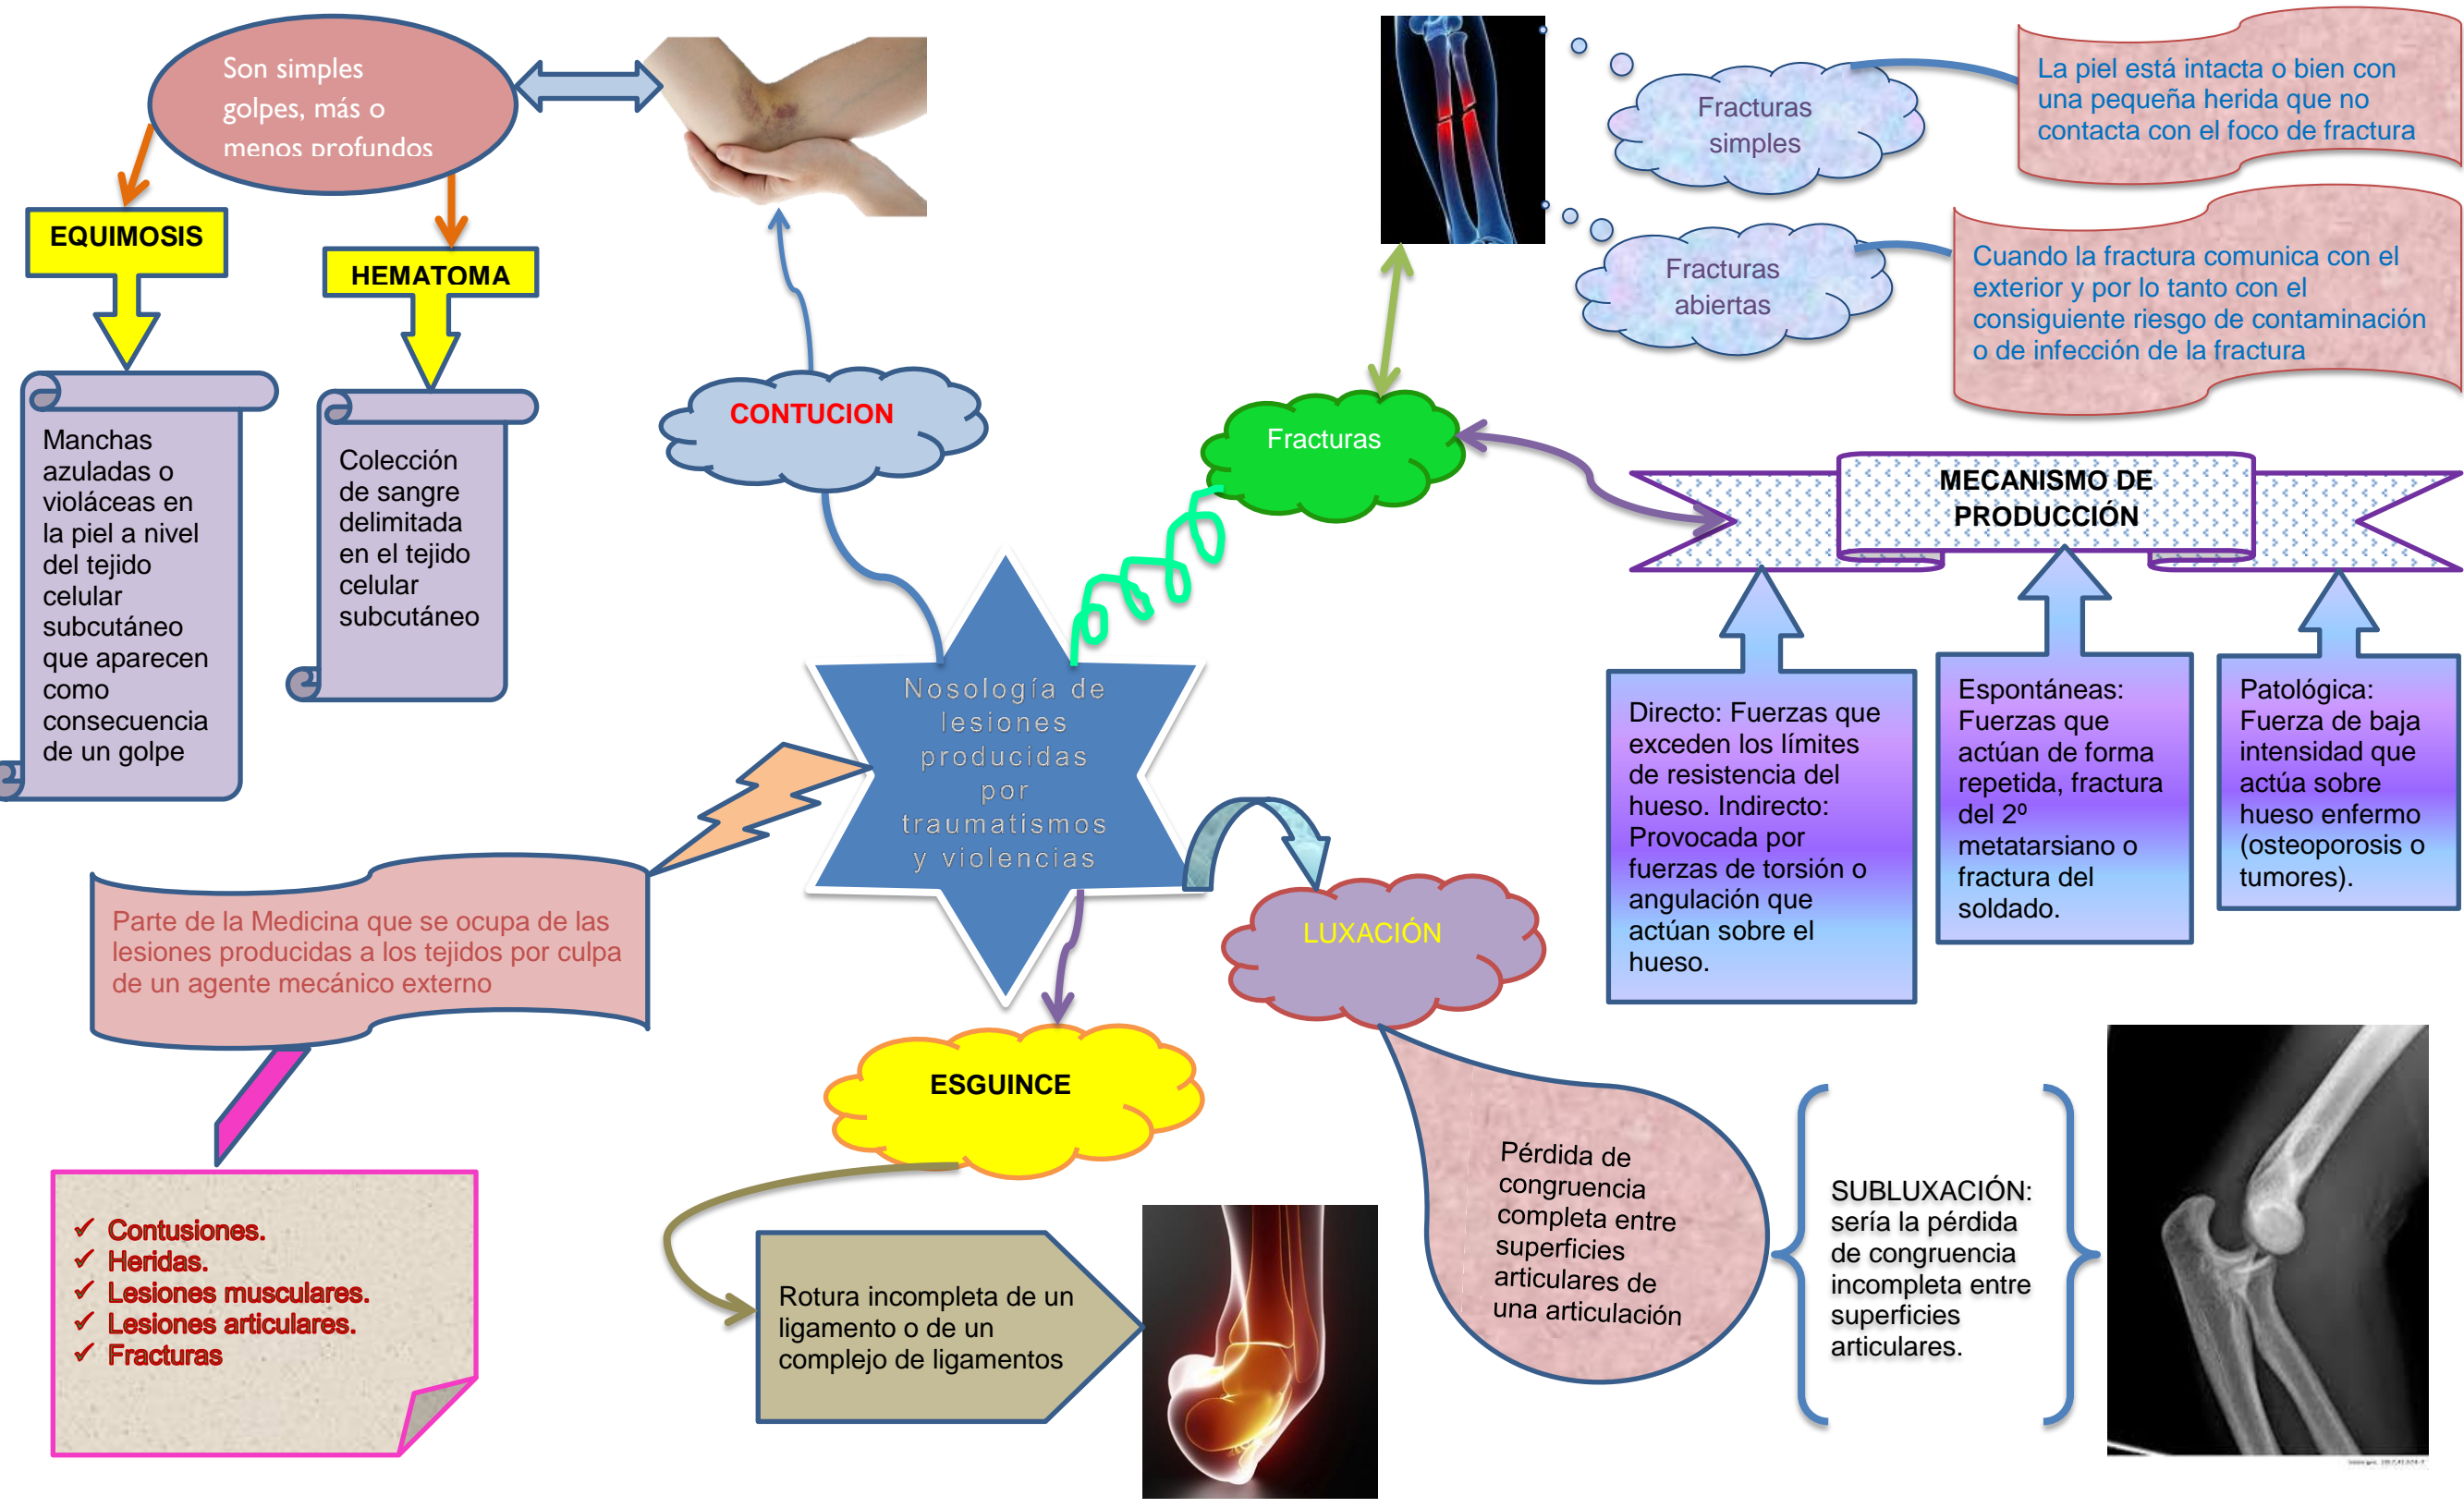 Son simples
golpes, más o
menos profundos
EQUIMOSIS
HEMATOMA
Manchas
azuladas o
violáceas en
la piel a nivel
del tejido
celular
subcutáneo
que aparecen
como
consecuencia
de un golpe
Colección
de sangre
delimitada
en el tejido
celular
subcutáneo
CONTUCION
Fracturas
Fracturas
simples
La piel está intacta o bien con
una pequeña herida que no
contacta con el foco de fractura
Fracturas
abiertas
Cuando la fractura comunica con el
exterior y por lo tanto con el
consiguiente riesgo de contaminación
o de infección de la fractura
MECANISMO DE
PRODUCCIÓN
Directo: Fuerzas que
exceden los límites
de resistencia del
hueso. Indirecto:
Provocada por
fuerzas de torsión o
angulación que
actúan sobre el
hueso.
Espontáneas:
Fuerzas que
actúan de forma
repetida, fractura
del 2º
metatarsiano o
fractura del
soldado.
Patológica:
Fuerza de baja
intensidad que
actúa sobre
hueso enfermo
(osteoporosis o
tumores).
Nosología de
lesiones
producidas
por
traumatismos
y violencias
Parte de la Medicina que se ocupa de las
lesiones producidas a los tejidos por culpa
de un agente mecánico externo
✓ Contusiones.
✓ Heridas.
✓ Lesiones musculares.
✓ Lesiones articulares.
✓ Fracturas
ESGUINCE
Rotura incompleta de un
ligamento o de un
complejo de ligamentos
LUXACIÓN
Pérdida de
congruencia
completa entre
superficies
articulares de
una articulación
SUBLUXACIÓN:
sería la pérdida
de congruencia
incompleta entre
superficies
articulares.